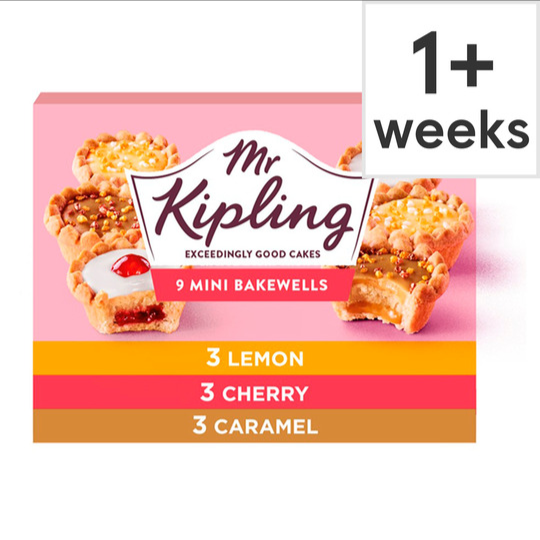 1+
weeks
Mr
Kipling
EXCEEDINGLY GOOD CAKES
9 MINI BAKEWELLS
3 LEMON
3 CHERRY
3 CARAMEL